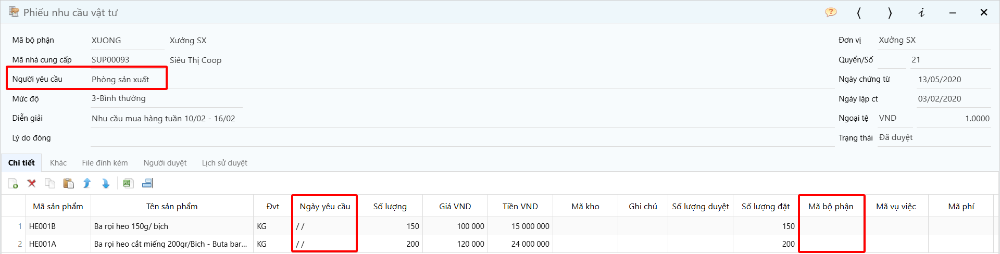 Phiếu nhu cầu vật tư
Mã bộ phận XUONG Xưởng SX Đơn vị Xưởng SX
Mã nhà cung cấp SUP00093 Siêu Thị Coop Quyển/Số 21
Người yêu cầu Phòng sản xuất Ngày chứng từ 13/05/2020
Mức độ 3-Bình thường Ngày lập ct 03/02/2020
Diễn giải Nhu cầu mua hàng tuần 10/02 - 16/02 Ngoại tệ VND 1.0000
Lý do đóng Trạng thái Đã duyệt
Chi tiết Khác File đính kèm Người duyệt Lịch sử duyệt
Mã sản phẩm Tên sản phẩm Đvt Ngày yêu cầu Số lượng Giá VND Tiền VND Mã kho Ghi chú Số lượng duyệt Số lượng đặt Mã bộ phận Mã vụ việc Mã phí
1 HE001B Ba rọi heo 150g/ bịch KG / / 150 100 000 15 000 000 150
2 HE001A Ba rọi heo cắt miếng 200gr/Bich - Buta bar... KG / / 200 120 000 24 000 000 200